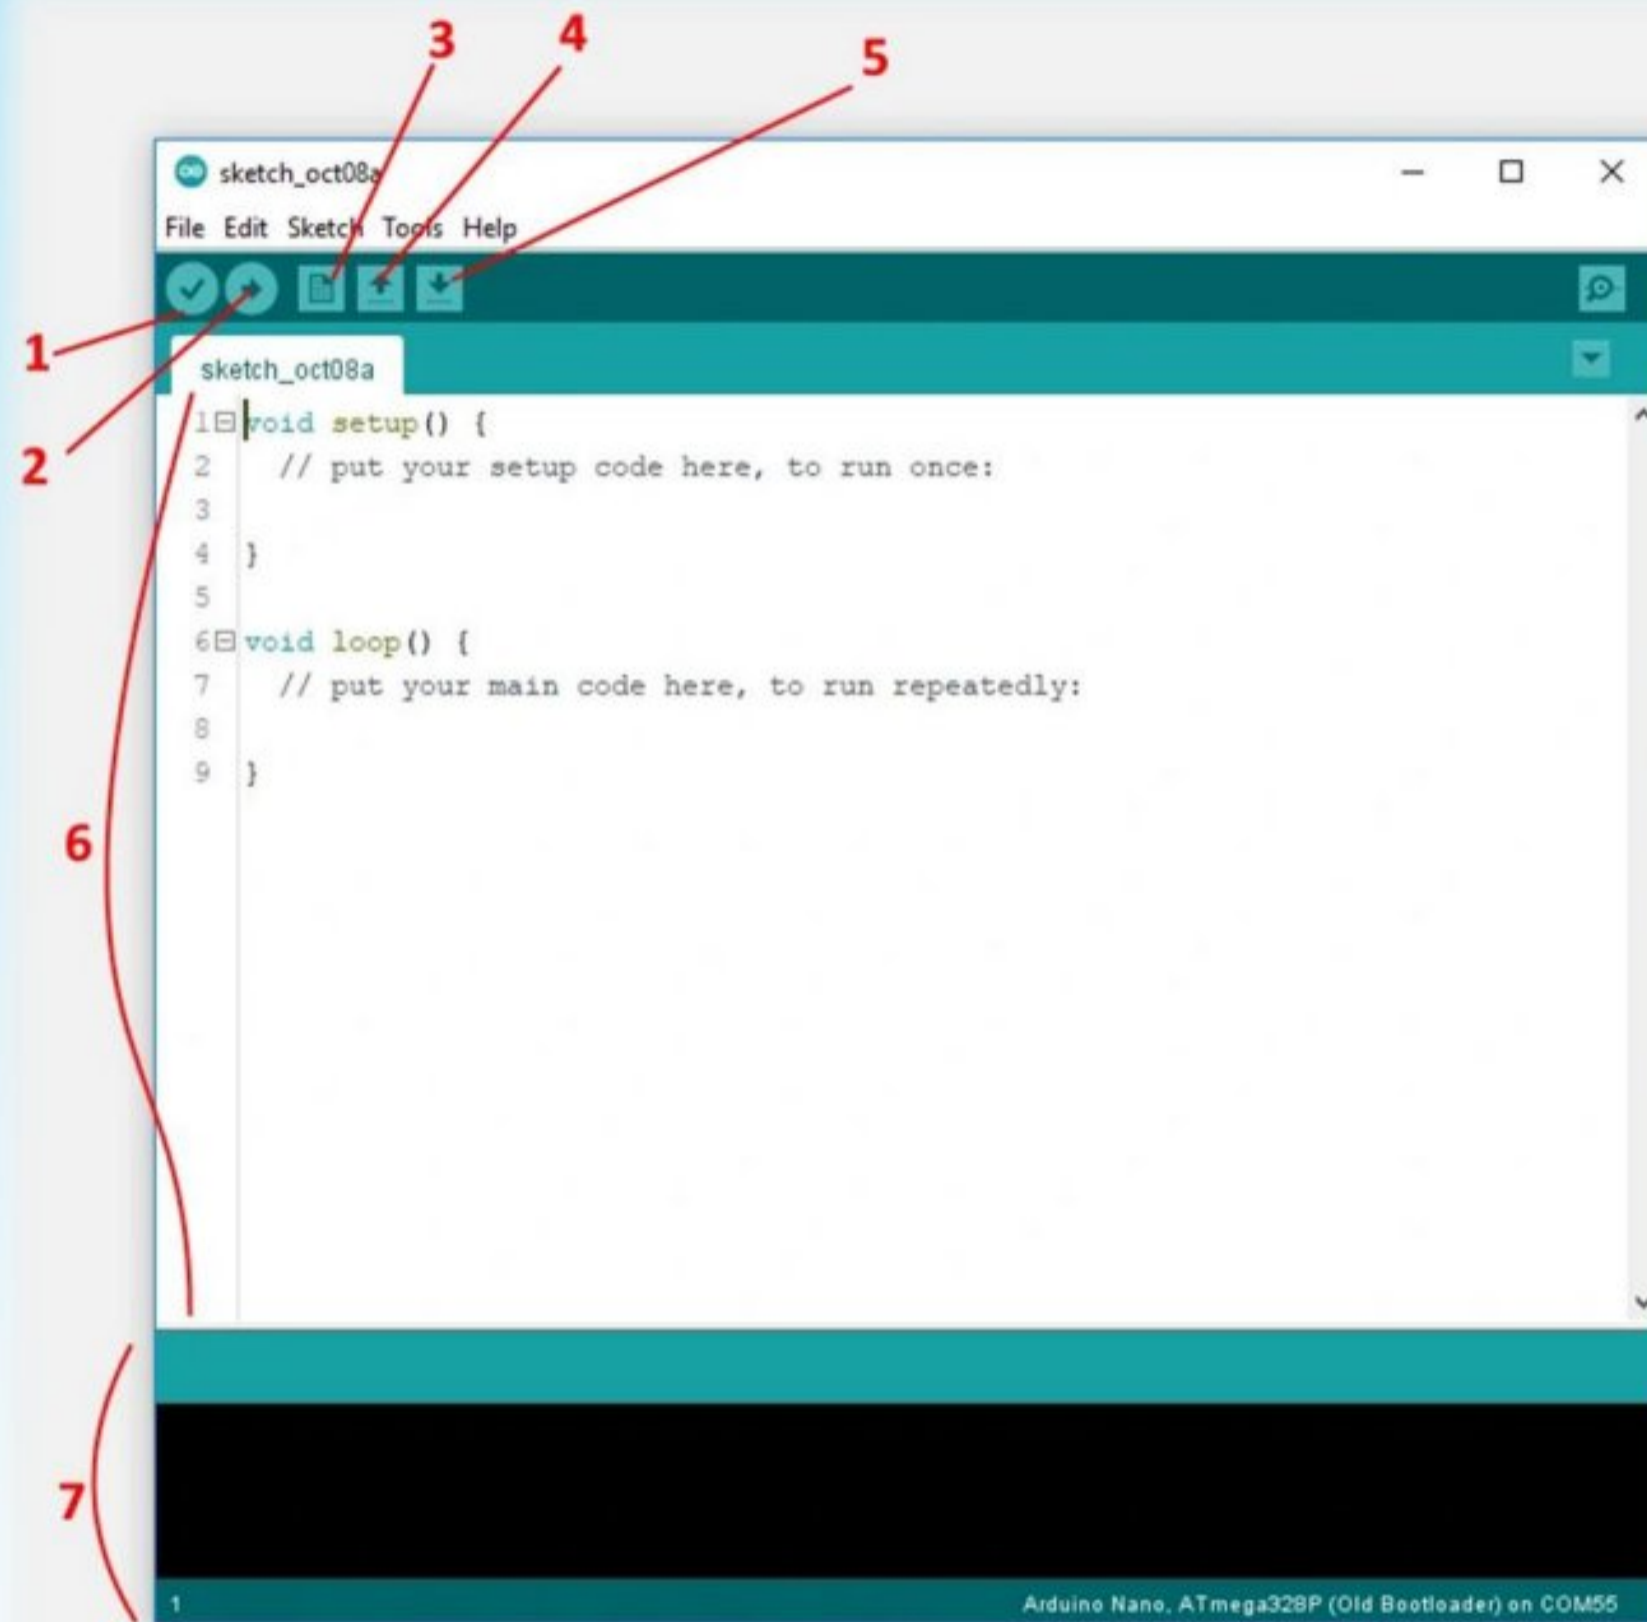 3 4 5
sketch_oct08a
File Edit Sketch Tools Help
1
sketch_oct08a
2
1 void setup() {
2 // put your setup code here, to run once:
3
4 }
5
6 void loop() {
7 // put your main code here, to run repeatedly:
8
9 }
6
7
1 Arduino Nano, ATmega328P (Old Bootloader) on COM55